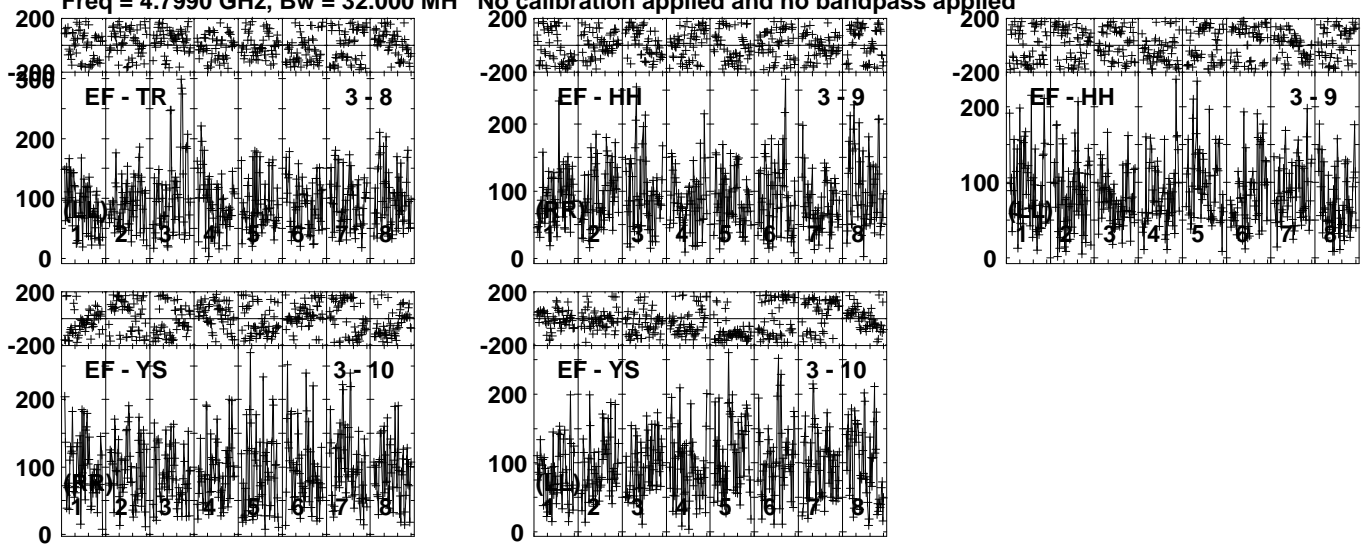 Freq = 4.7990 GHz, Bw = 32.000 MH No calibration applied and no bandpass applied
200 200 200
-200 -200 -200
300
EF - TR 3 - 8 EF - HH 3 - 9 EF - HH 3 - 9
200 200 200
100 100 100
(LL) (RR) (LL)
1 2 3 4 5 6 7 8 1 2 3 4 5 6 7 8 1 2 3 4 5 6 7 8
0 0 0
200 200
-200 -200
EF - YS 3 - 10 EF - YS 3 - 10
200 200
100 100
(RR) (LL)
1 2 3 4 5 6 7 8 1 2 3 4 5 6 7 8
0 0